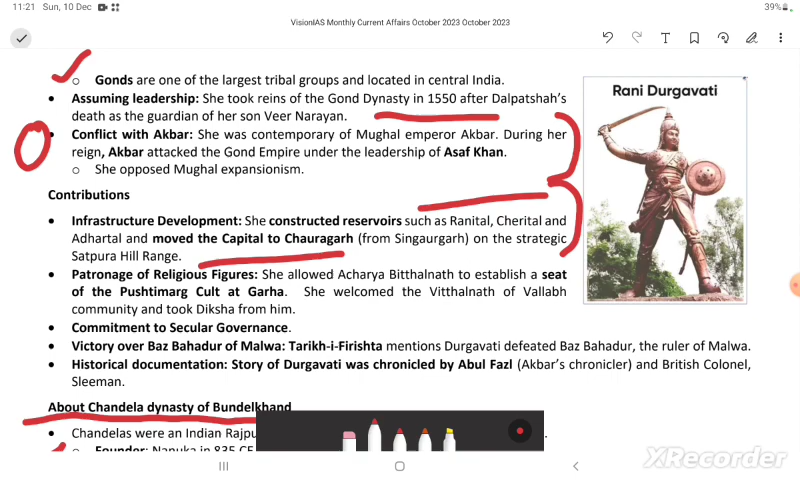 11:21 Sun, 10 Dec
39%
VisionIAS Monthly Current Affairs October 2023 October 2023
T
o Gonds are one of the largest tribal groups and located in central India.
• Assuming leadership: She took reins of the Gond Dynasty in 1550 after Dalpatshah's
death as the guardian of her son Veer Narayan.
• Conflict with Akbar: She was contemporary of Mughal emperor Akbar. During her
reign, Akbar attacked the Gond Empire under the leadership of Asaf Khan.
o She opposed Mughal expansionism.
Contributions
• Infrastructure Development: She constructed reservoirs such as Ranital, Cherital and
Adhartal and moved the Capital to Chauragarh (from Singaurgarh) on the strategic
Satpura Hill Range.
• Patronage of Religious Figures: She allowed Acharya Bitthalnath to establish a seat
of the Pushtimarg Cult at Garha. She welcomed the Vitthalnath of Vallabh
community and took Diksha from him.
• Commitment to Secular Governance.
• Victory over Baz Bahadur of Malwa: Tarikh-i-Firishta mentions Durgavati defeated Baz Bahadur, the ruler of Malwa.
• Historical documentation: Story of Durgavati was chronicled by Abul Fazl (Akbar's chronicler) and British Colonel,
Sleeman.
About Chandela dynasty of Bundelkhand
• Chandelas were an Indian Rajpu
o Founder: Nanuka in 835 CE
Rani Durgavati
XRecorder